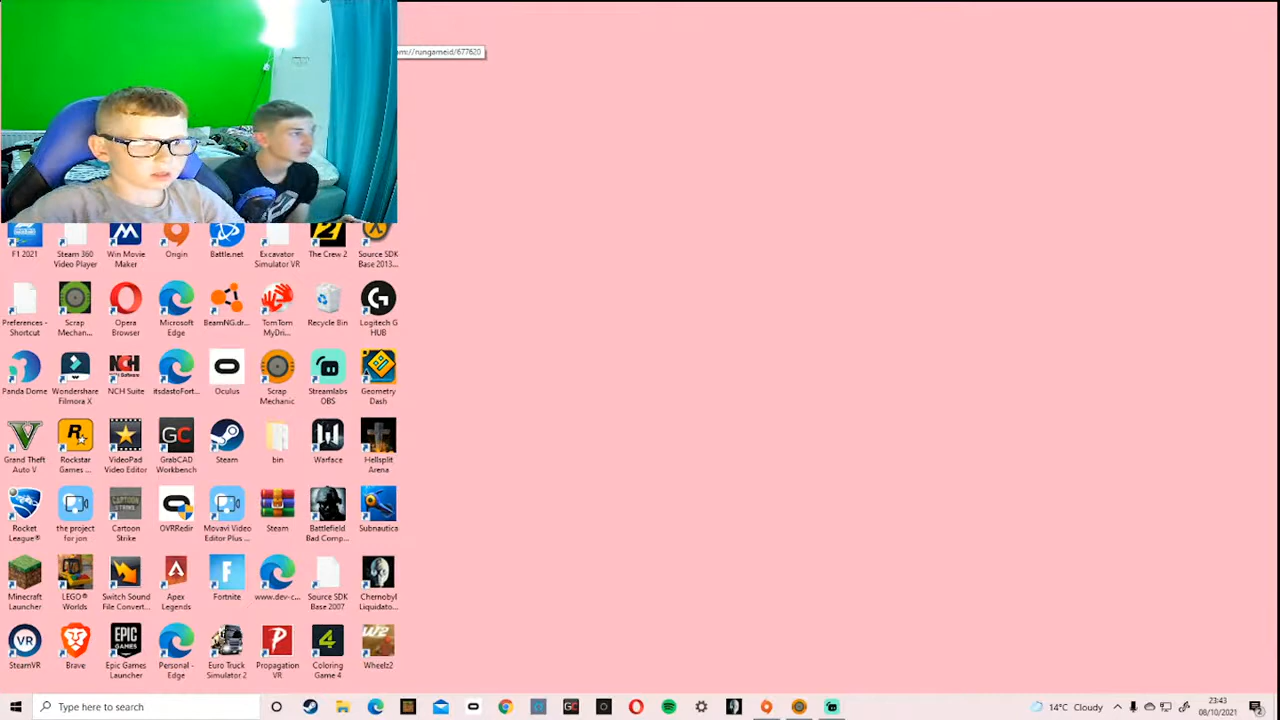 am://rungameid/677620
F1 2021
Steam 360
Video Player
Win Movie
Maker
Origin
Battle.net
Excavator
Simulator VR
The Crew 2
Source SDK
Base 2013...
Preferences -
Shortcut
Scrap
Mechan...
Opera
Browser
Microsoft
Edge
BeamNG.dr...
TomTom
MyDri...
Recycle Bin
Logitech G
HUB
Panda Dome
Wondershare
Filmora X
NCH Suite
itsdastoFort...
Oculus
Scrap
Mechanic
Streamlabs
OBS
Geometry
Dash
Grand Theft
Auto V
Rockstar
Games ...
VideoPad
Video Editor
GrabCAD
Workbench
Steam
bin
Warface
Hellsplit
Arena
Rocket
League®
the project
for jon
Cartoon
Strike
OVRRedir
Movavi Video
Editor Plus ...
Steam
Battlefield
Bad Comp...
Subnautica
Minecraft
Launcher
LEGO®
Worlds
Switch Sound
File Convert...
Apex
Legends
Fortnite
www.dev-c...
Source SDK
Base 2007
Chernobyl
Liquidato...
SteamVR
Brave
Epic Games
Launcher
Personal -
Edge
Euro Truck
Simulator 2
Propagation
VR
Coloring
Game 4
Wheelz2
Type here to search
14°C Cloudy
23:43
08/10/2021